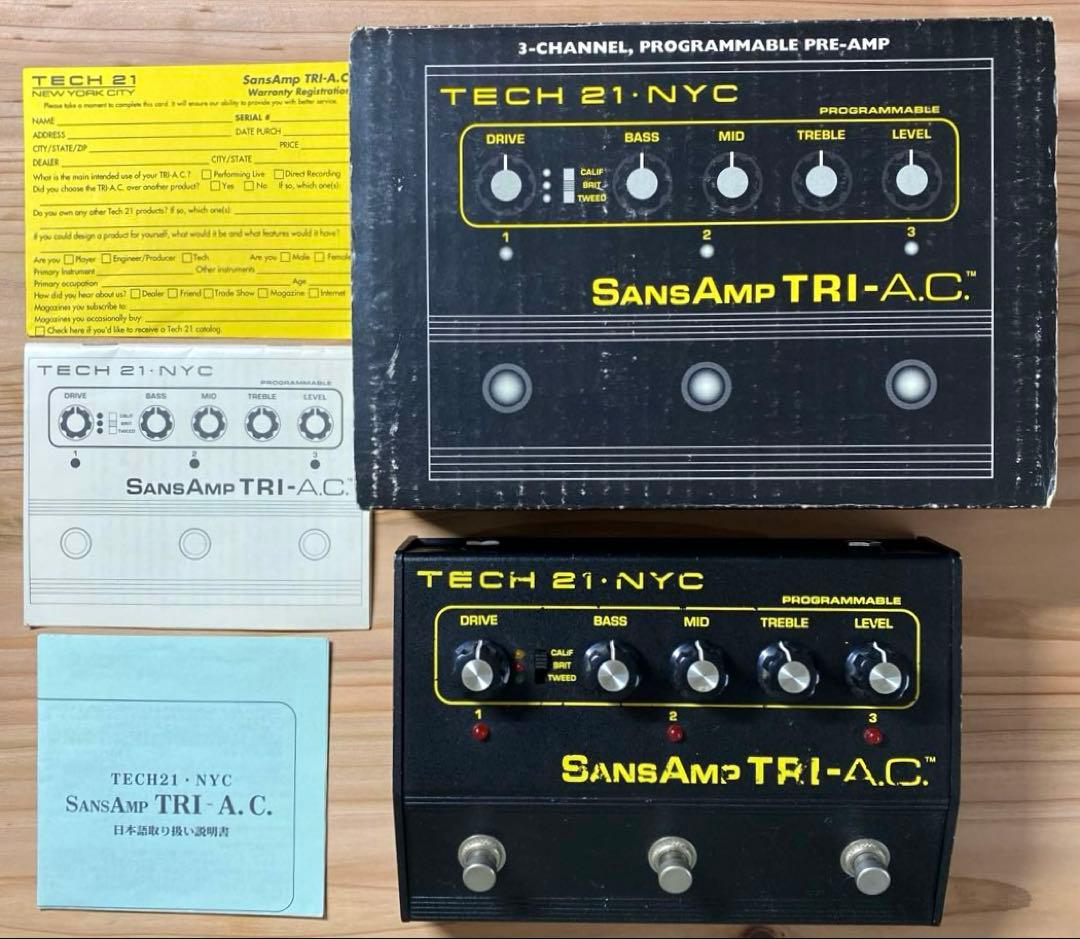 TECH 21
NEW YORK CITY
SansAmp TRI-A.C
Warranty Registration
Please take a moment to complete this card. It will ensure our ability to provide you with better service.
NAME
SERIAL #
ADDRESS
DATE PURCH
CITY/STATE/ZIP
PRICE
DEALER
CITY/STATE
What is the main intended use of your TRI-A.C.? Performing Live Direct Recording
Did you choose the TRI-A.C. over another product? Yes No If so, which one(s):
Do you own any other Tech 21 products? If so, which one(s):
If you could design a product for yourself, what would it be and what features would it have?
Are you Player Engineer/Producer Tech Are you Male Female
Primary Instrument Other instruments
Primary occupation Age
How did you hear about us? Dealer Friend Trade Show Magazine Internet
Magazines you subscribe to:
Magazines you occasionally buy:
Check here if you'd like to receive a Tech 21 catalog.
3-CHANNEL, PROGRAMMABLE PRE-AMP
TECH 21·NYC
PROGRAMMABLE
DRIVE BASS MID TREBLE LEVEL
CALIF
BRIT
TWEED
1 2 3
SANSAMP TRI-A.C.™
TECH 21·NYC
PROGRAMMABLE
DRIVE BASS MID TREBLE LEVEL
CALIF
BRIT
TWEED
1 2 3
SANSAMP TRI-A.C.™
TECH21・NYC
SANSAMP TRI-A.C.
日本語取り扱い説明書
TECH 21·NYC
PROGRAMMABLE
DRIVE BASS MID TREBLE LEVEL
CALIF
BRIT
TWEED
1 2 3
SANSAMP TRI-A.C.™